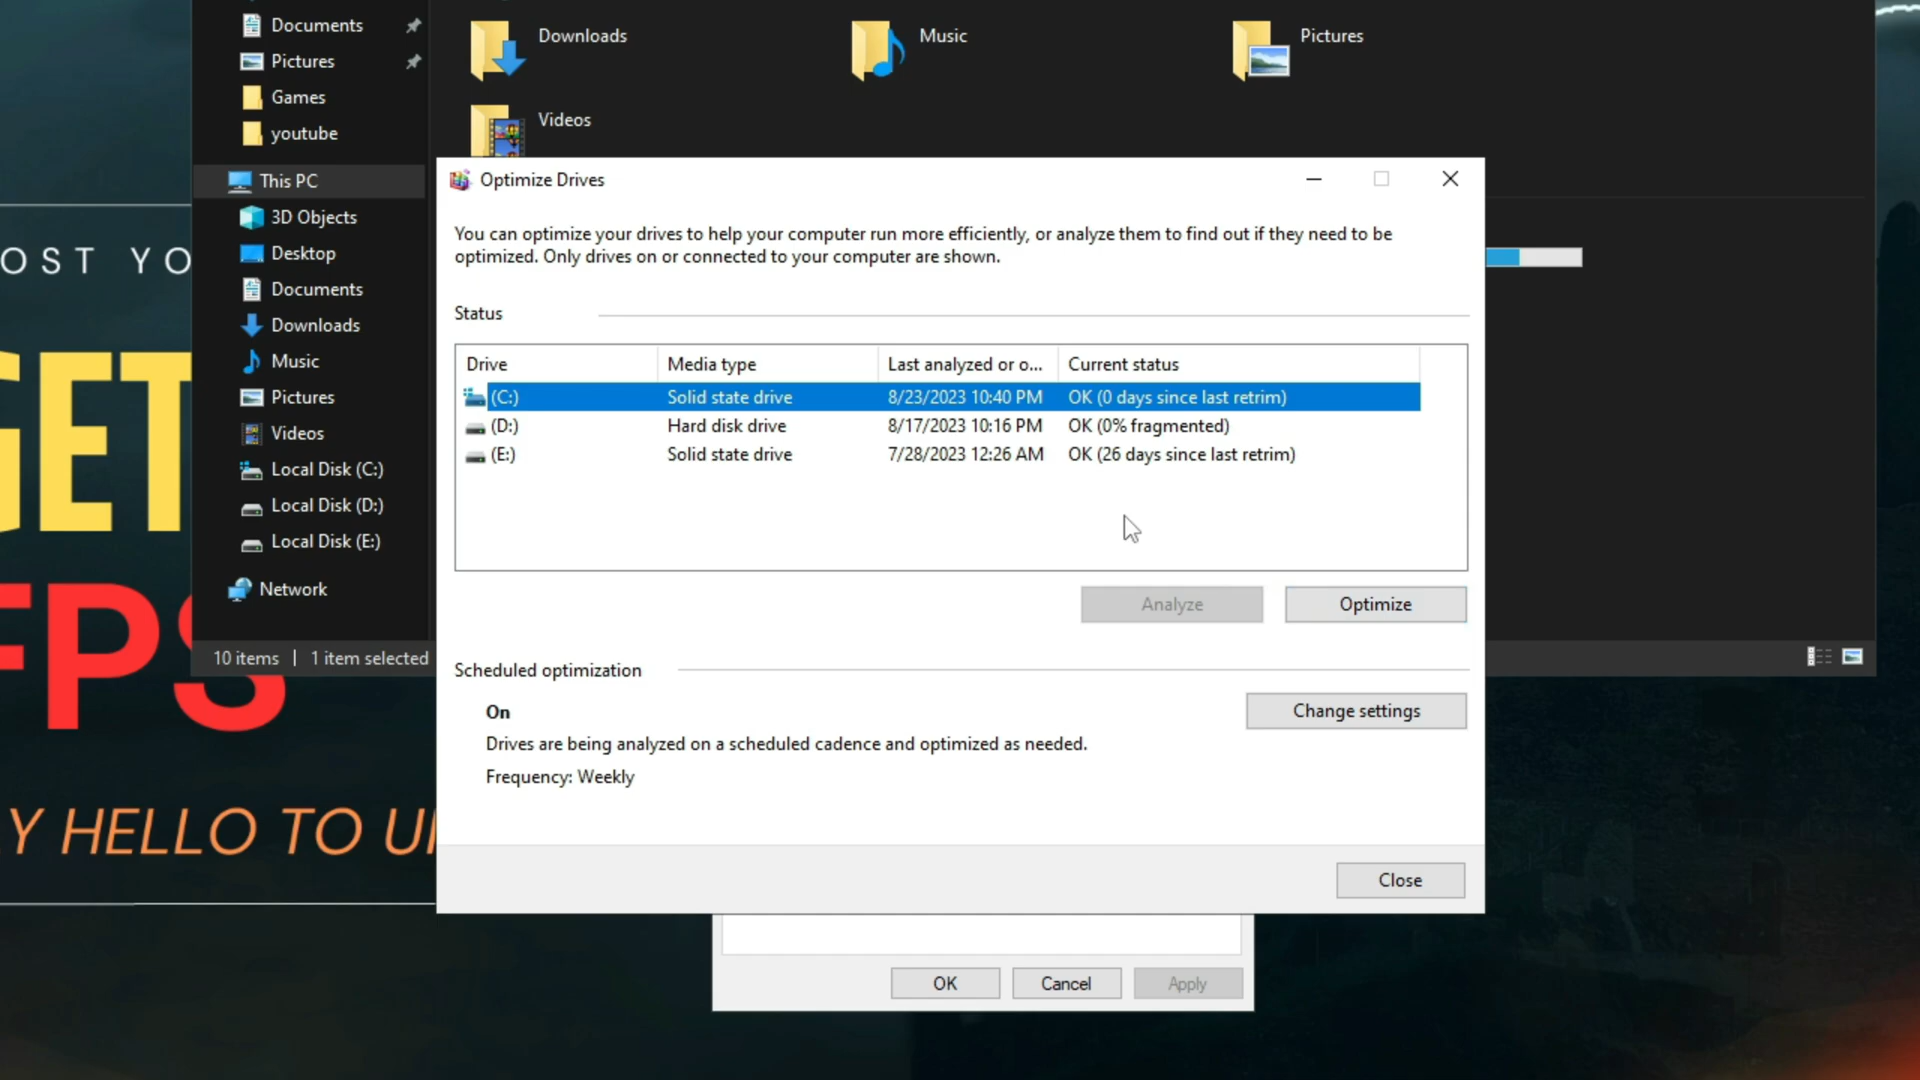 Documents
Pictures
Games
youtube
This PC
3D Objects
Desktop
Documents
Downloads
Music
Pictures
Videos
Local Disk (C:)
Local Disk (D:)
Local Disk (E:)
Network
10 items | 1 item selected
Downloads
Music
Pictures
Videos
Optimize Drives
You can optimize your drives to help your computer run more efficiently, or analyze them to find out if they need to be
optimized. Only drives on or connected to your computer are shown.
Status
Drive Media type Last analyzed or o... Current status
(C:) Solid state drive 8/23/2023 10:40 PM OK (0 days since last retrim)
(D:) Hard disk drive 8/17/2023 10:16 PM OK (0% fragmented)
(E:) Solid state drive 7/28/2023 12:26 AM OK (26 days since last retrim)
Analyze Optimize
Scheduled optimization
On
Change settings
Drives are being analyzed on a scheduled cadence and optimized as needed.
Frequency: Weekly
Close
OK Cancel Apply
OST YO
GET
FPS
Y HELLO TO U